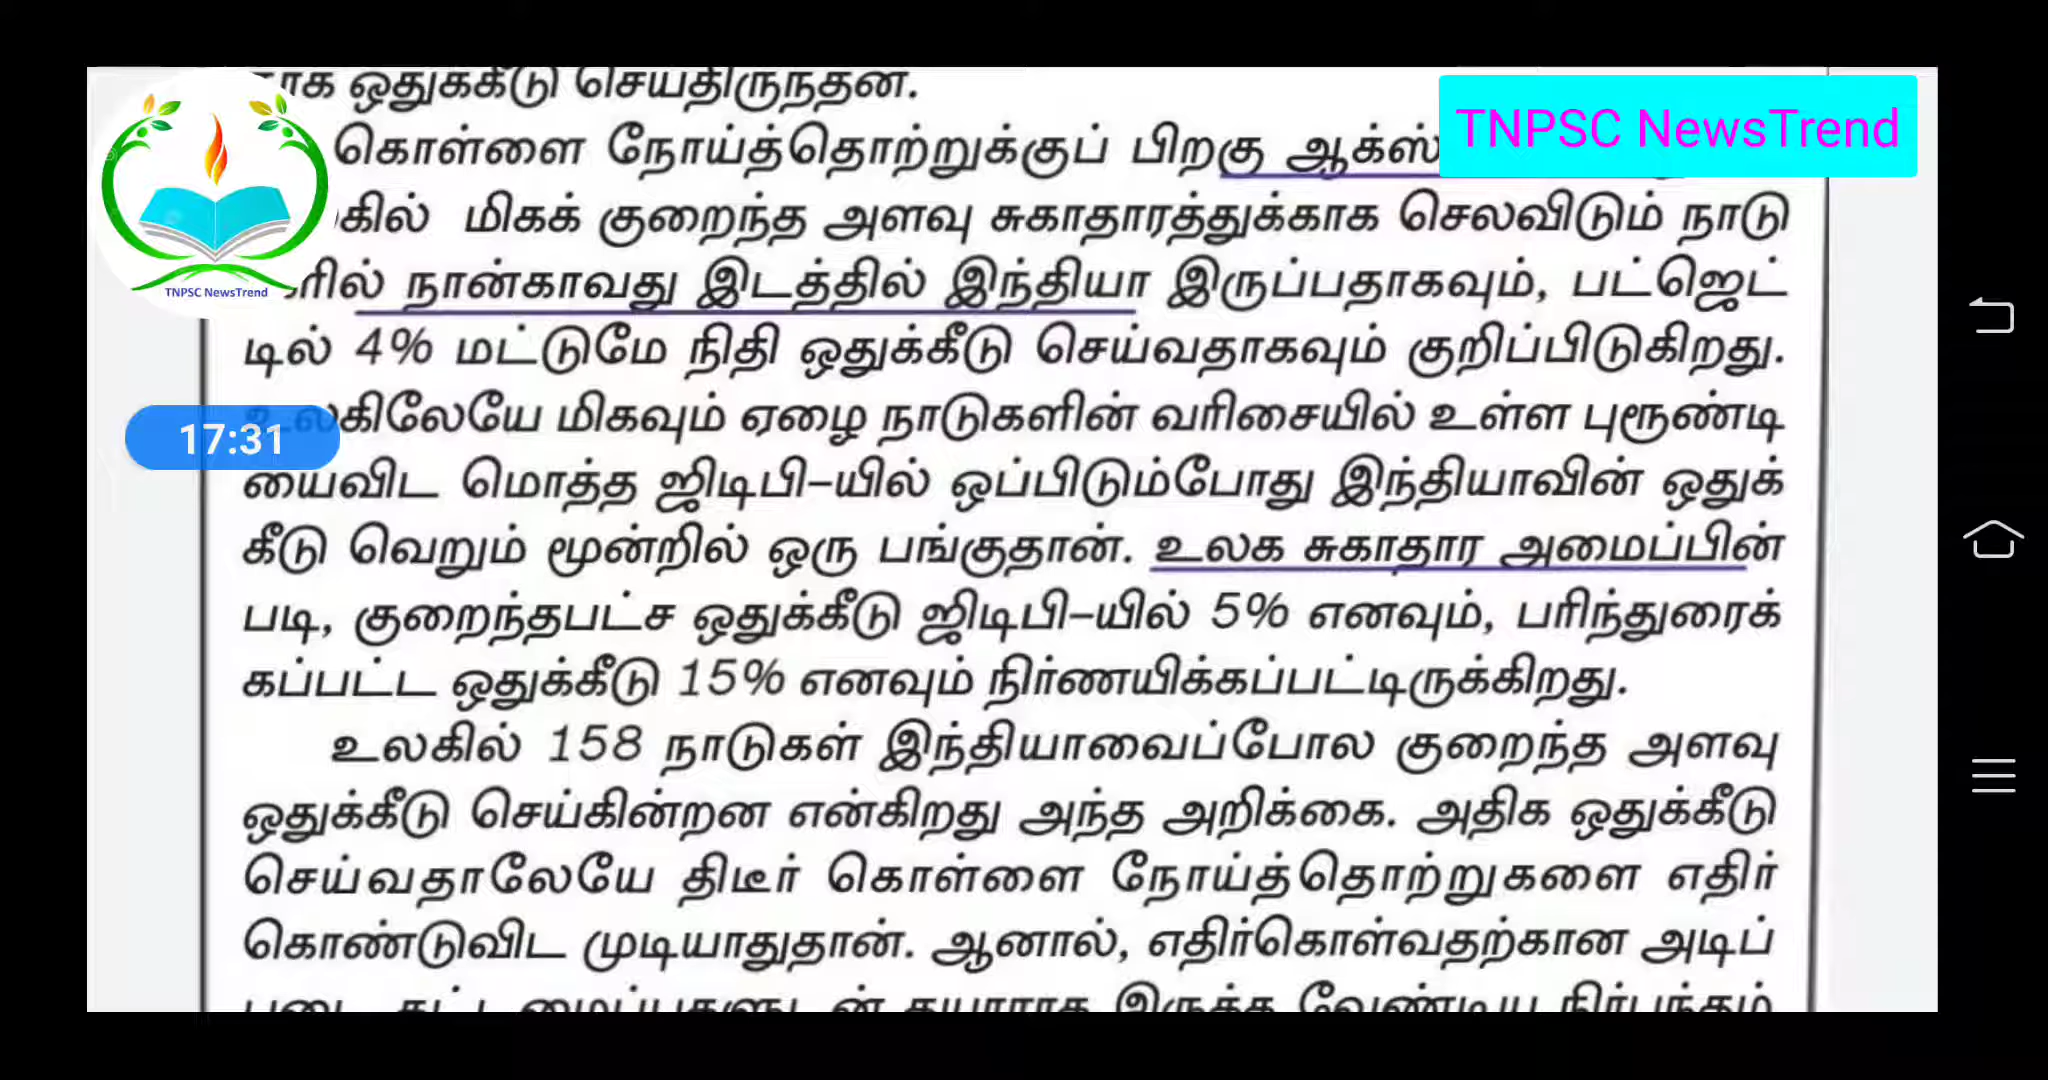 ஒதுக்கீடு செய்திருந்தன.
TNPSC NewsTrend
கொள்ளை நோய்த்தொற்றுக்குப் பிறகு ஆக்ஸ்
கில் மிகக் குறைந்த அளவு சுகாதாரத்துக்காக செலவிடும் நாடு
ரில் நான்காவது இடத்தில் இந்தியா இருப்பதாகவும், பட்ஜெட்
TNPSC NewsTrend
டில் 4% மட்டுமே நிதி ஒதுக்கீடு செய்வதாகவும் குறிப்பிடுகிறது.
உலகிலேயே மிகவும் ஏழை நாடுகளின் வரிசையில் உள்ள புரூண்டி
17:31
யைவிட மொத்த ஜிடிபி-யில் ஒப்பிடும்போது இந்தியாவின் ஒதுக்
கீடு வெறும் மூன்றில் ஒரு பங்குதான். உலக சுகாதார அமைப்பின்
படி, குறைந்தபட்ச ஒதுக்கீடு ஜிடிபி-யில் 5% எனவும், பரிந்துரைக்
கப்பட்ட ஒதுக்கீடு 15% எனவும் நிர்ணயிக்கப்பட்டிருக்கிறது.
உலகில் 158 நாடுகள் இந்தியாவைப்போல குறைந்த அளவு
ஒதுக்கீடு செய்கின்றன என்கிறது அந்த அறிக்கை. அதிக ஒதுக்கீடு
செய்வதாலேயே திடீர் கொள்ளை நோய்த்தொற்றுகளை எதிர்
கொண்டுவிட முடியாதுதான். ஆனால், எதிர்கொள்வதற்கான அடிப்